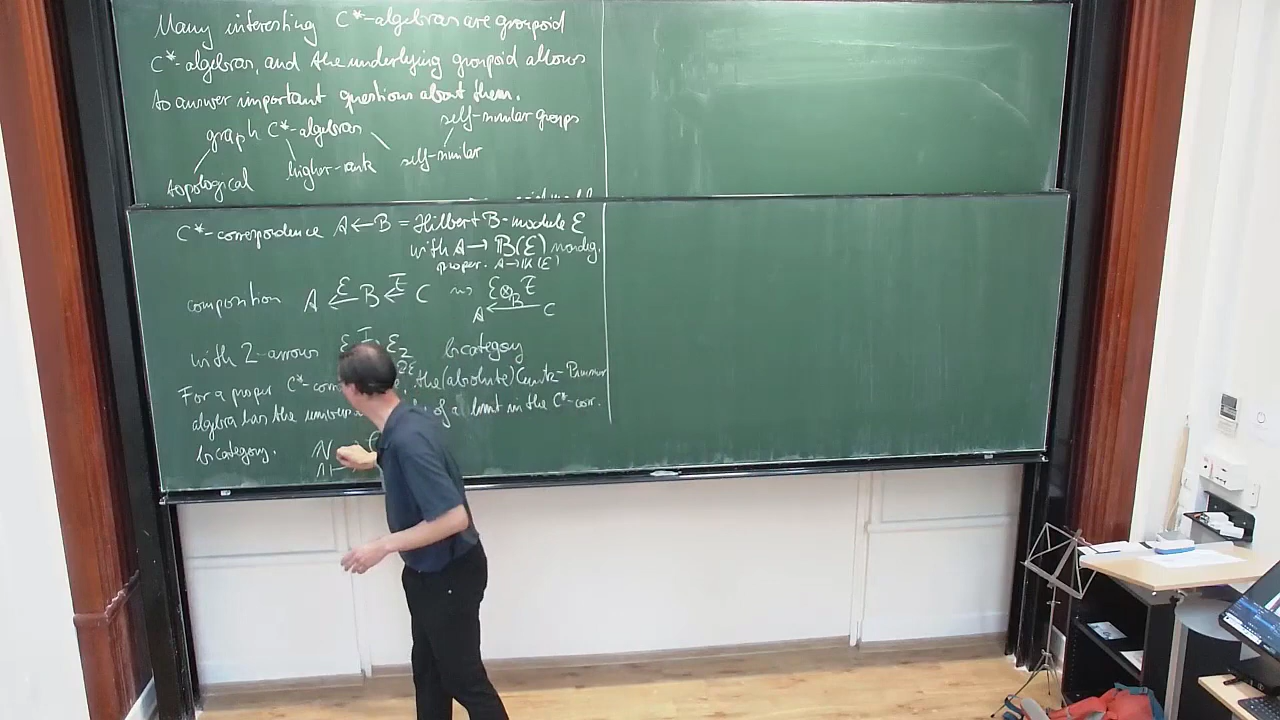 Many interesting C*-algebras are groupoid
C*-algebras, and the underlying groupoid allows
to answer important questions about them.
self-similar groups
graph C*-algebras
topological higher-rank self-similar
C*-correspondence A ← B = Hilbert B-module ℰ
with A → 𝔹(ℰ) nondeg.
proper: A → 𝕂(ℰ)
composition A ←ℰ B ←ℱ C ⇝ ℰ ⊗_B ℱ
A ← C
with 2-arrows ℰ ℰ₂ bicategory
For a proper C*- the (absolute) Cuntz-Pimsner
algebra has the of a limit in the C*-corr.
bicategory. ℕ